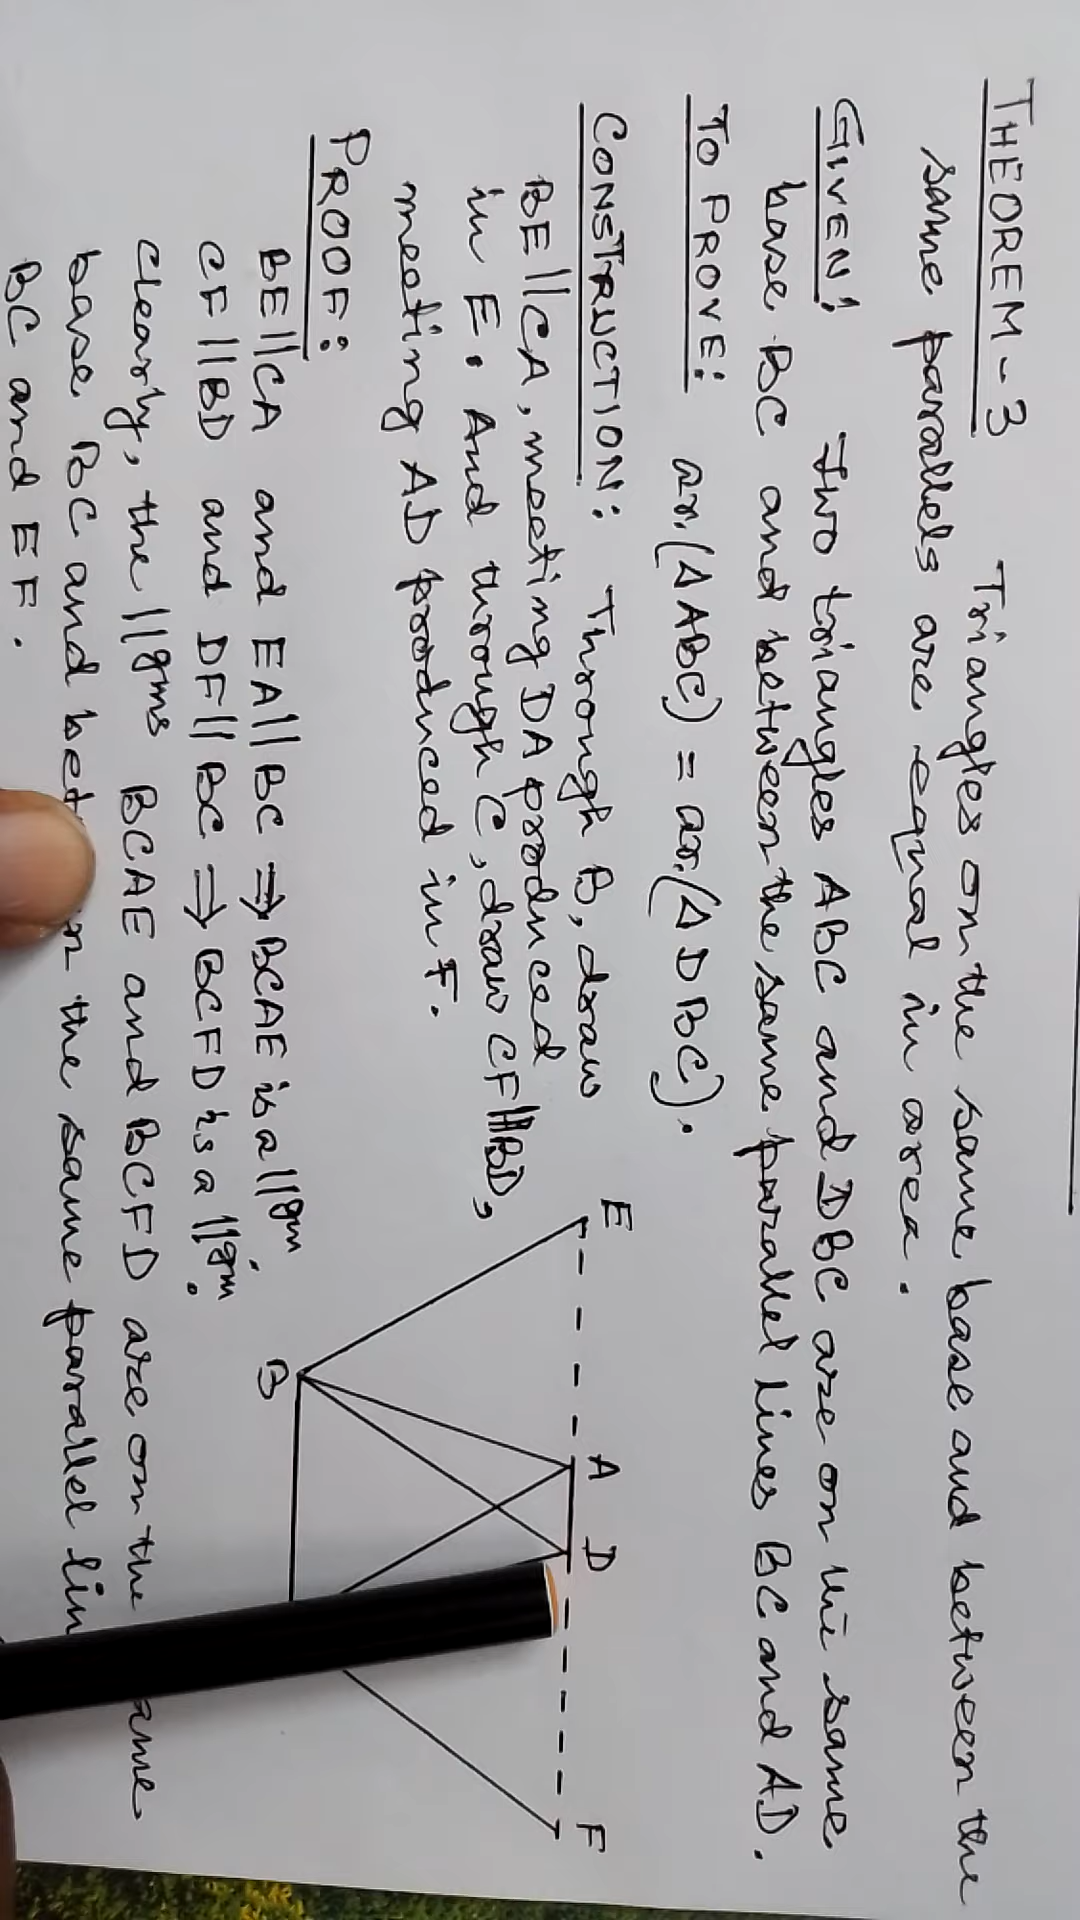 THEOREM-3 Triangles on the same base and between the
same parallels are equal in area.
GIVEN: Two triangles ABC and DBC are on the same
base BC and between the same parallel lines BC and AD.
TO PROVE: ar.(ΔABC) = ar.(ΔDBC).
CONSTRUCTION: Through B, draw
BE||CA, meeting DA produced
in E. And through C, draw CF||BD,
meeting AD produced in F.
E A D F
B
PROOF:
BE||CA and EA||BC ⇒ BCAE is a ||gm.
CF||BD and DF||BC ⇒ BCFD is a ||gm.
Clearly, the ||gms BCAE and BCFD are on the
base BC and the same parallel
BC and EF.